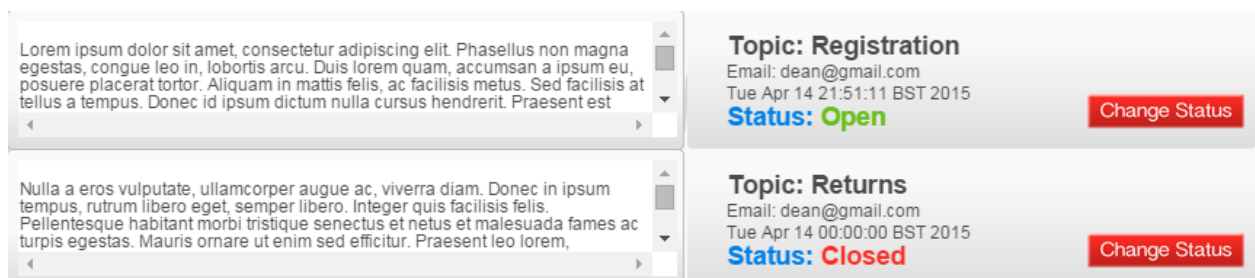 Lorem ipsum dolor sit amet, consectetur adipiscing elit. Phasellus non magna
egestas, congue leo in, lobortis arcu. Duis lorem quam, accumsan a ipsum eu,
posuere placerat tortor. Aliquam in mattis felis, ac facilisis metus. Sed facilisis at
tellus a tempus. Donec id ipsum dictum nulla cursus hendrerit. Praesent est
Topic: Registration
Email: dean@gmail.com
Tue Apr 14 21:51:11 BST 2015
Status: Open
Change Status
Nulla a eros vulputate, ullamcorper augue ac, viverra diam. Donec in ipsum
tempus, rutrum libero eget, semper libero. Integer quis facilisis felis.
Pellentesque habitant morbi tristique senectus et netus et malesuada fames ac
turpis egestas. Mauris ornare ut enim sed efficitur. Praesent leo lorem,
Topic: Returns
Email: dean@gmail.com
Tue Apr 14 00:00:00 BST 2015
Status: Closed
Change Status